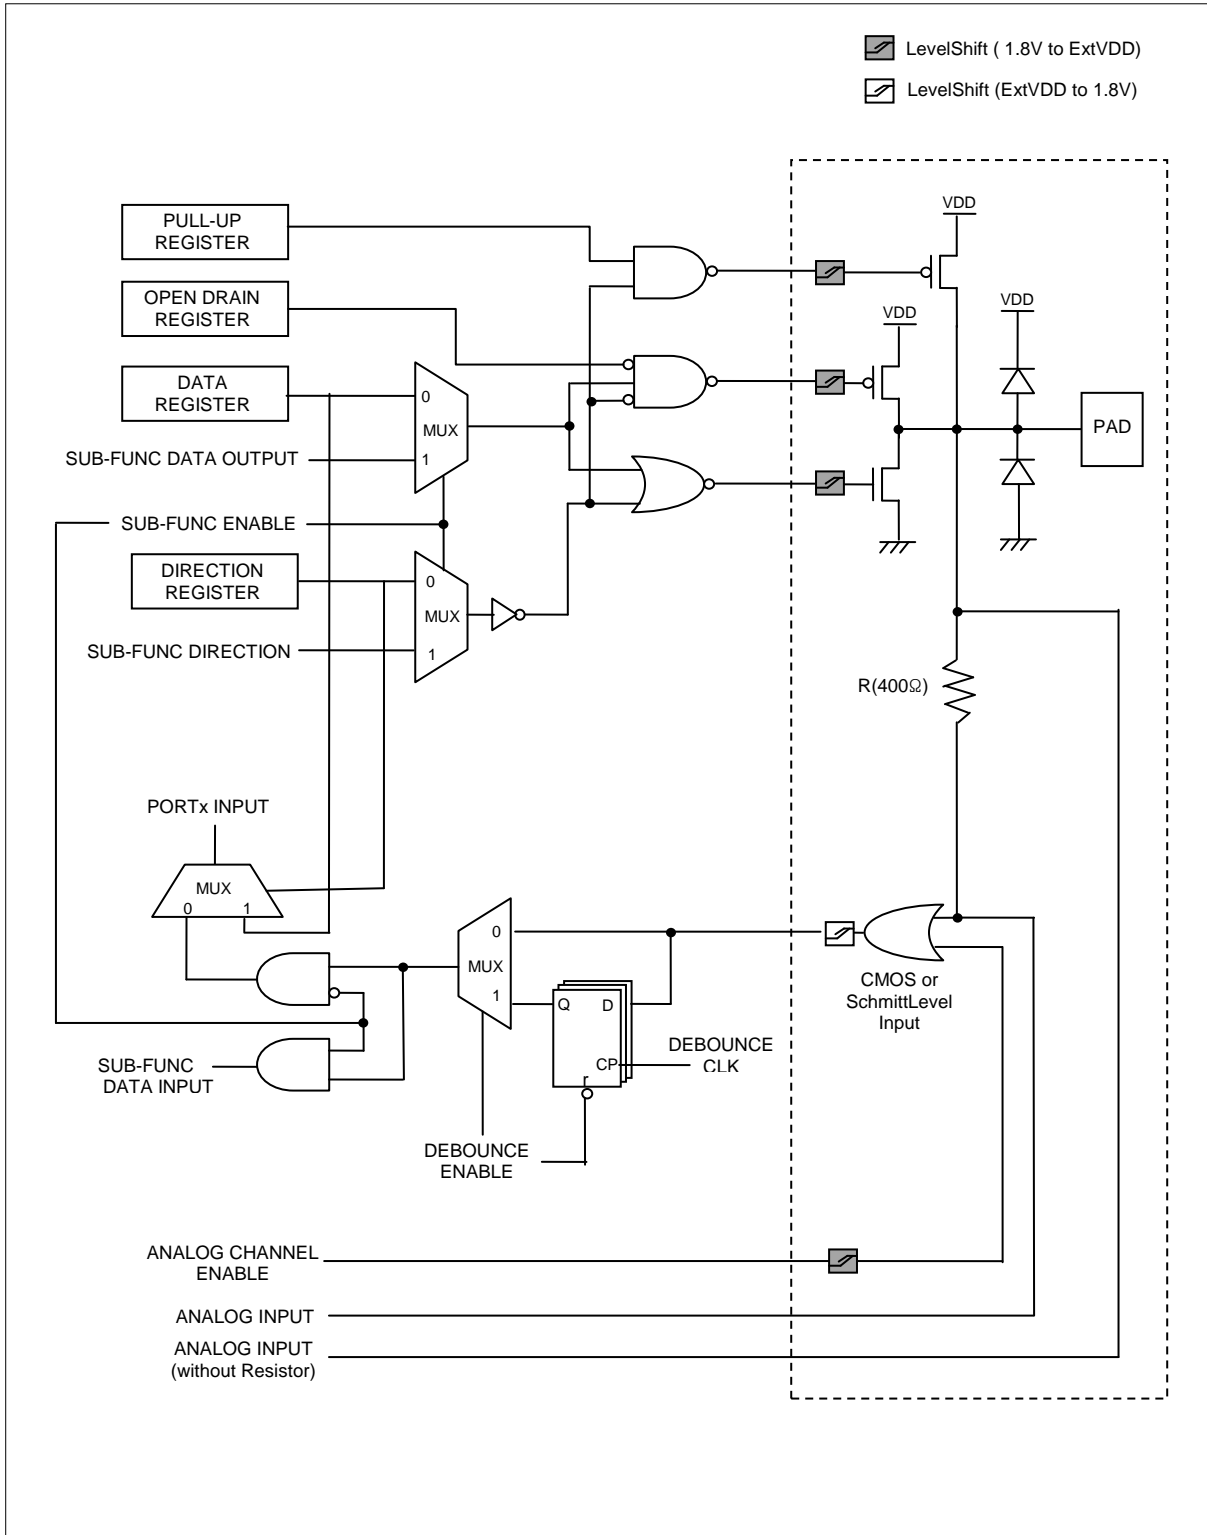 LevelShift ( 1.8V to ExtVDD)
LevelShift (ExtVDD to 1.8V)
VDD
PULL-UP
REGISTER
OPEN DRAIN
REGISTER
VDD
VDD
DATA
REGISTER
0
MUX
1
PAD
SUB-FUNC DATA OUTPUT
SUB-FUNC ENABLE
DIRECTION
REGISTER
0
MUX
1
SUB-FUNC DIRECTION
R(400Ω)
PORTx INPUT
MUX
0 1
0
MUX
1
Q D
CP
r
CMOS or
SchmittLevel
Input
DEBOUNCE
CLK
SUB-FUNC
DATA INPUT
DEBOUNCE
ENABLE
ANALOG CHANNEL
ENABLE
ANALOG INPUT
ANALOG INPUT
(without Resistor)